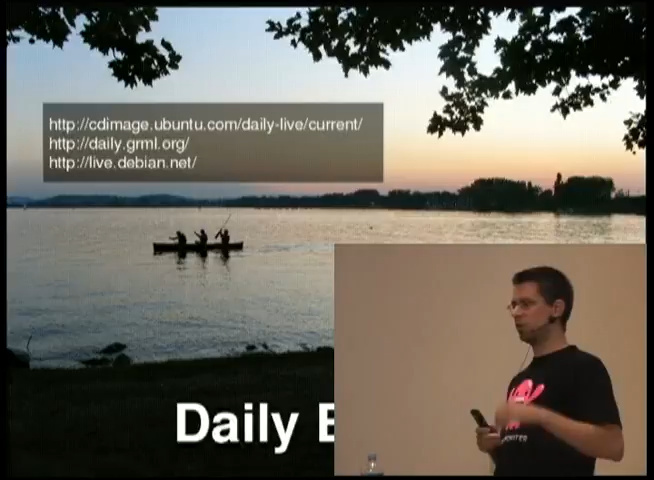 http://cdimage.ubuntu.com/daily-live/current/
http://daily.grml.org/
http://live.debian.net/
Daily